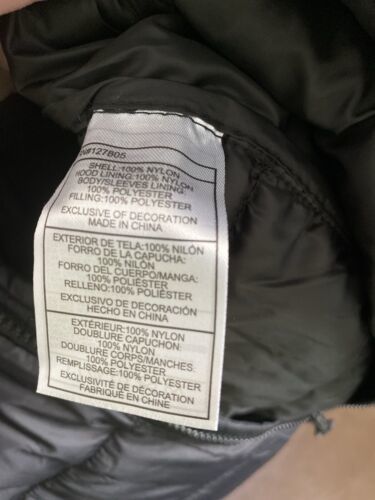 RN#127805
SHELL:100% NYLON
HOOD LINING:100% NYLON
BODY/SLEEVES LINING:
100% POLYESTER
FILLING:100% POLYESTER
EXCLUSIVE OF DECORATION
MADE IN CHINA
EXTERIOR DE TELA:100% NILÓN
FORRO DE LA CAPUCHA:
100% NILÓN
FORRO DEL CUERPO/MANGA:
100% POLIÉSTER
RELLENO:100% POLIÉSTER
EXCLUSIVO DE DECORACIÓN
HECHO EN CHINA
EXTÉRIEUR:100% NYLON
DOUBLURE CAPUCHON:
100% NYLON
DOUBLURE CORPS/MANCHES:
100% POLYESTER
REMPLISSAGE:100% POLYESTER
EXCLUSIVITÉ DE DÉCORATION
FABRIQUÉ EN CHINE